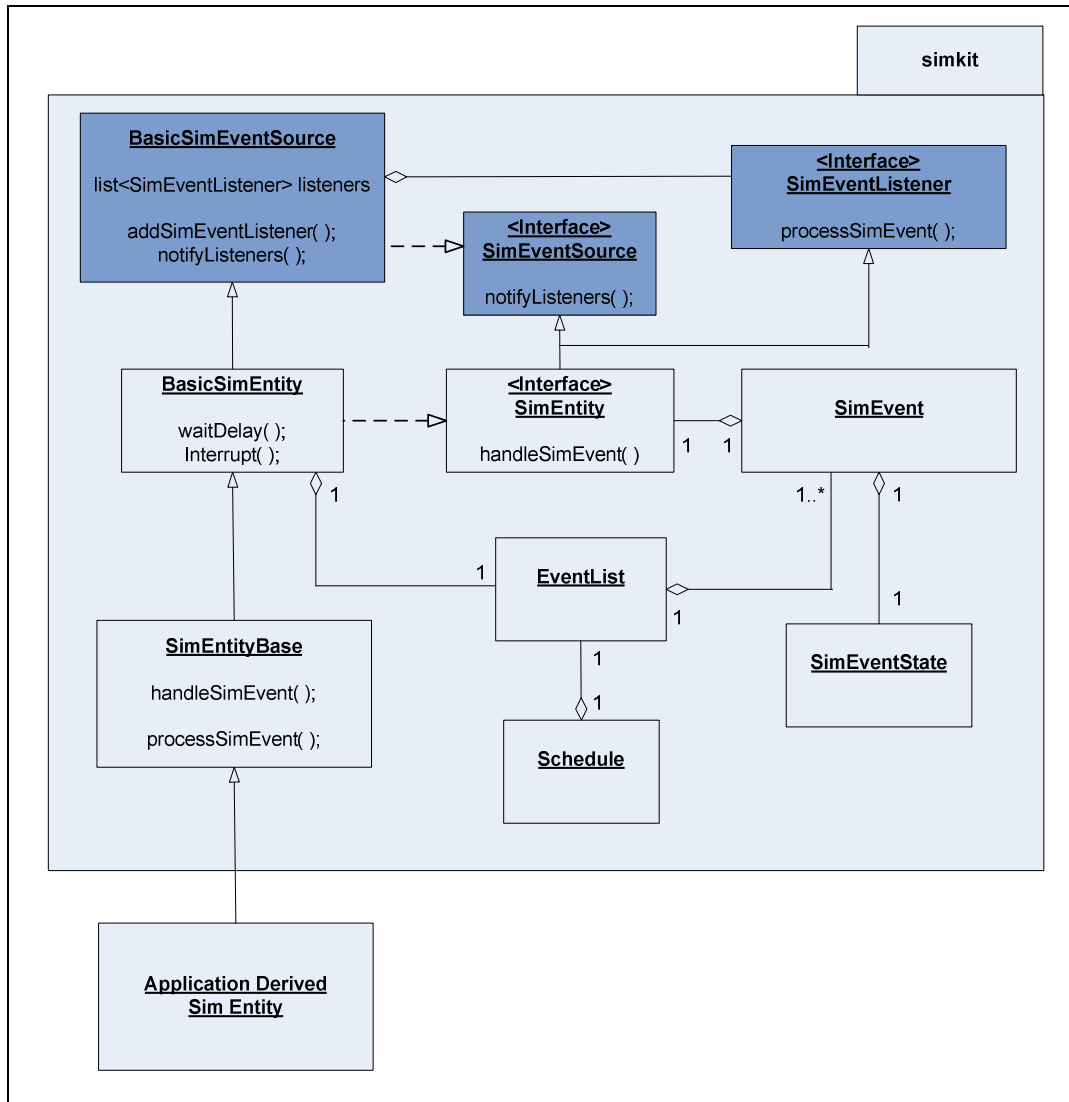 simkit
BasicSimEventSource
list<SimEventListener> listeners
addSimEventListener( );
notifyListeners( );
<Interface>
SimEventListener
processSimEvent( );
<Interface>
SimEventSource
notifyListeners( );
BasicSimEntity
waitDelay( );
Interrupt( );
<Interface>
SimEntity
handleSimEvent( )
SimEvent
1
1
1
1..*
1
EventList
1
1
1
SimEntityBase
handleSimEvent( );
processSimEvent( );
SimEventState
1
1
Schedule
Application Derived
Sim Entity